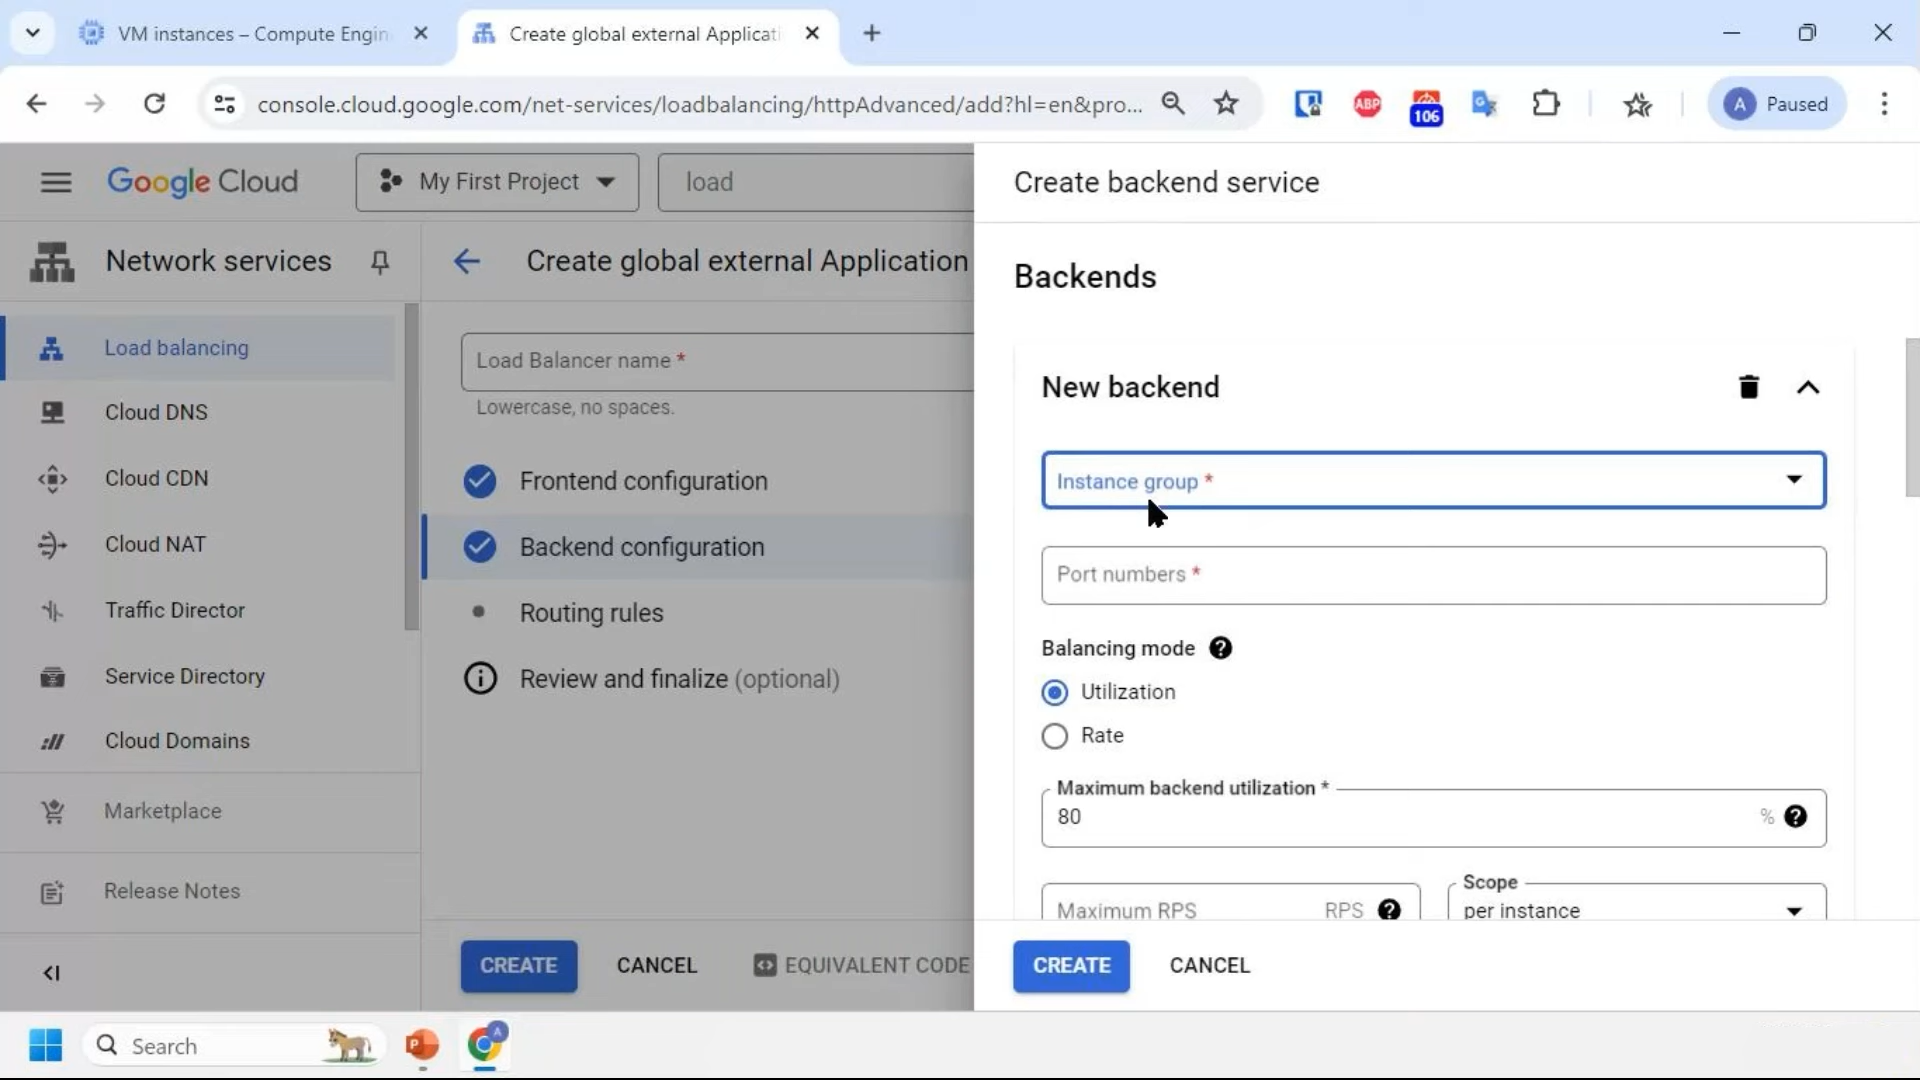 VM instances – Compute Engin
Create global external Applicati
console.cloud.google.com/net-services/loadbalancing/httpAdvanced/add?hl=en&pro...
ABP
106
A Paused
Google Cloud
My First Project
load
Create backend service
Network services
Create global external Application
Backends
Load balancing
Cloud DNS
Cloud CDN
Cloud NAT
Traffic Director
Service Directory
Cloud Domains
Marketplace
Release Notes
Load Balancer name *
Lowercase, no spaces.
Frontend configuration
Backend configuration
Routing rules
Review and finalize (optional)
CREATE
CANCEL
EQUIVALENT CODE
New backend
Instance group *
Port numbers *
Balancing mode
Utilization
Rate
Maximum backend utilization *
80 %
Maximum RPS RPS
Scope
per instance
CREATE
CANCEL
Search
P
A